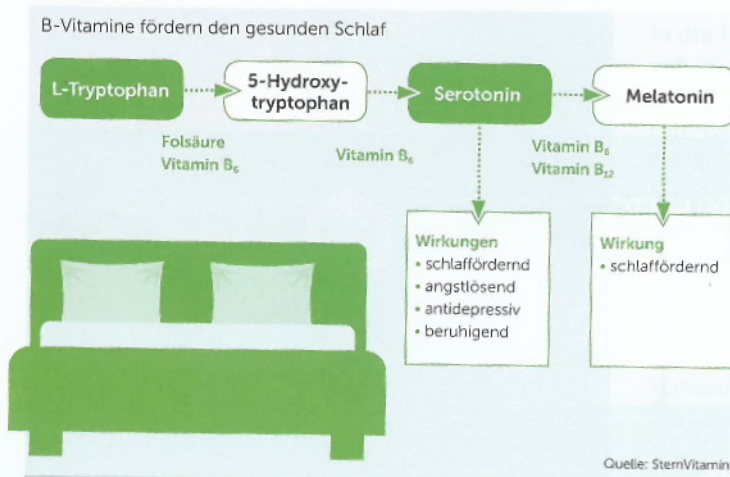 B-Vitamine fördern den gesunden Schlaf
L-Tryptophan
5-Hydroxy-
tryptophan
Serotonin
Melatonin
Folsäure
Vitamin B₆
Vitamin B₆
Vitamin B₆
Vitamin B₁₂
Wirkungen
• schlaffördernd
• angstlösend
• antidepressiv
• beruhigend
Wirkung
• schlaffördernd
Quelle: SternVitamin